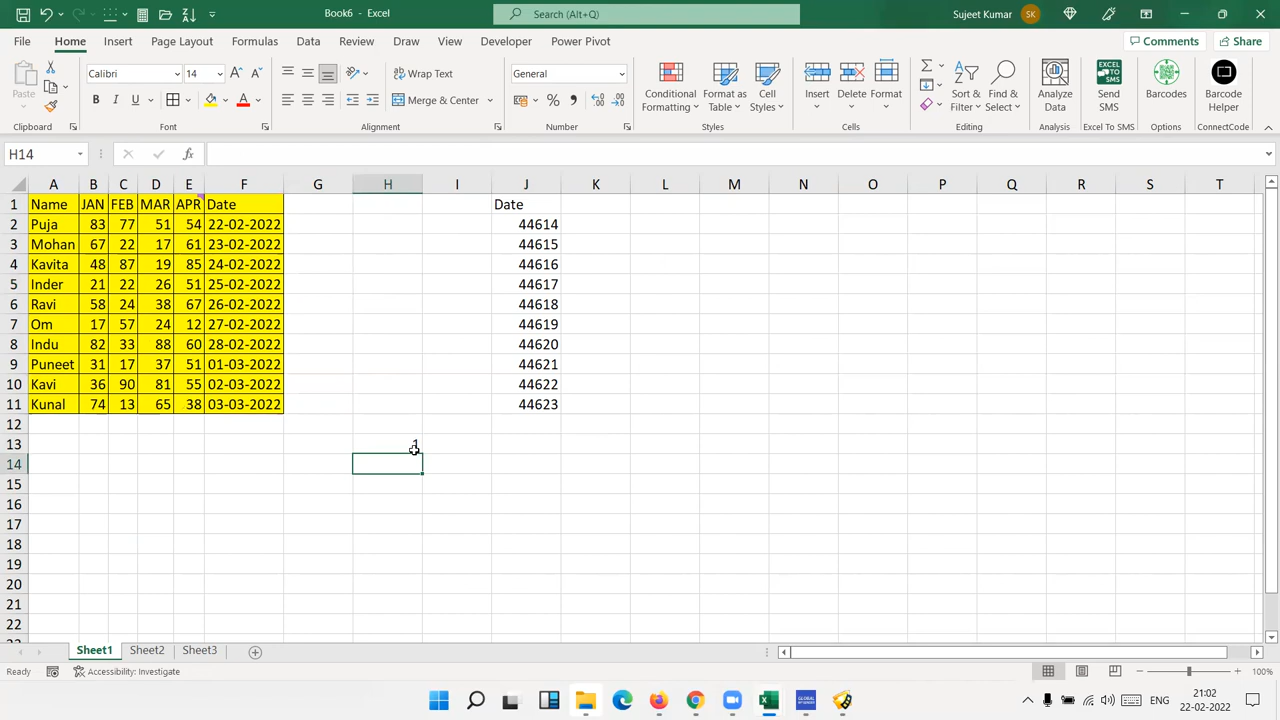 Book6 - Excel
Search (Alt+Q)
Sujeet Kumar
SK
File Home Insert Page Layout Formulas Data Review View Draw Developer Power Pivot
Comments Share
Paste
Calibri 14
B I U
Wrap Text
Merge & Center
General
Conditional Formatting
Format as Table
Cell Styles
Insert Delete Format
Sort & Filter
Find & Select
Analyze Data
Send SMS
Barcodes
Barcode Helper
Clipboard Font Alignment Number Styles Cells Editing Analysis Excel To SMS Options ConnectCode
H14 fx
A B C D E F G H I J K L M N O P Q R S T
1 Name JAN FEB MAR APR Date Date
2 Puja 83 77 51 54 22-02-2022 44614
3 Mohan 67 22 17 61 23-02-2022 44615
4 Kavita 48 87 19 85 24-02-2022 44616
5 Inder 21 22 26 51 25-02-2022 44617
6 Ravi 58 24 38 67 26-02-2022 44618
7 Om 17 57 24 12 27-02-2022 44619
8 Indu 82 33 88 60 28-02-2022 44620
9 Puneet 31 17 37 51 01-03-2022 44621
10 Kavi 36 90 81 55 02-03-2022 44622
11 Kunal 74 13 65 38 03-03-2022 44623
12
13 1
14
15
16
17
18
19
20
21
22
Sheet1 Sheet2 Sheet3
Ready Accessibility: Investigate 100%
ENG 21:02
22-02-2022